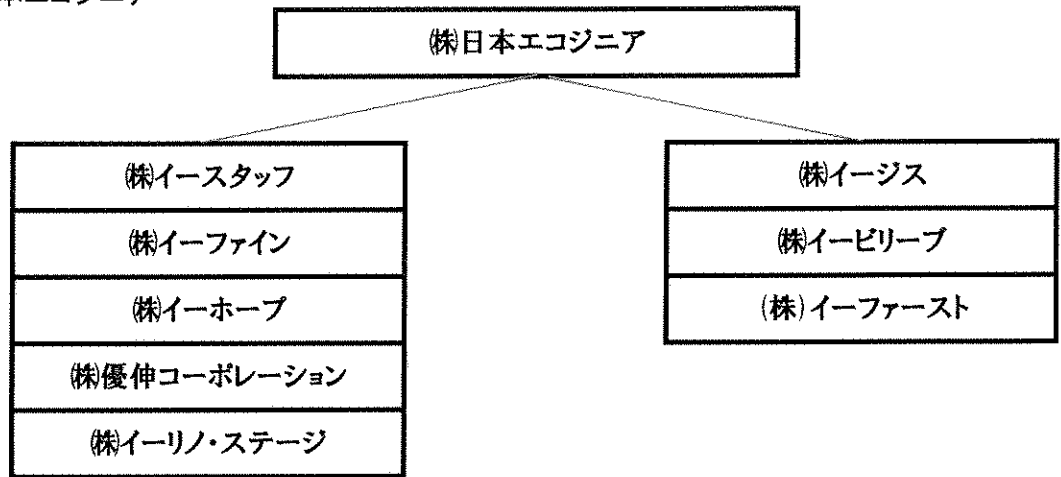 ㈱日本エコジニア
㈱イースタッフ
㈱イーファイン
㈱イーホープ
㈱優伸コーポレーション
㈱イーリノ・ステージ
㈱イージス
㈱イービリーブ
(株)イーファースト